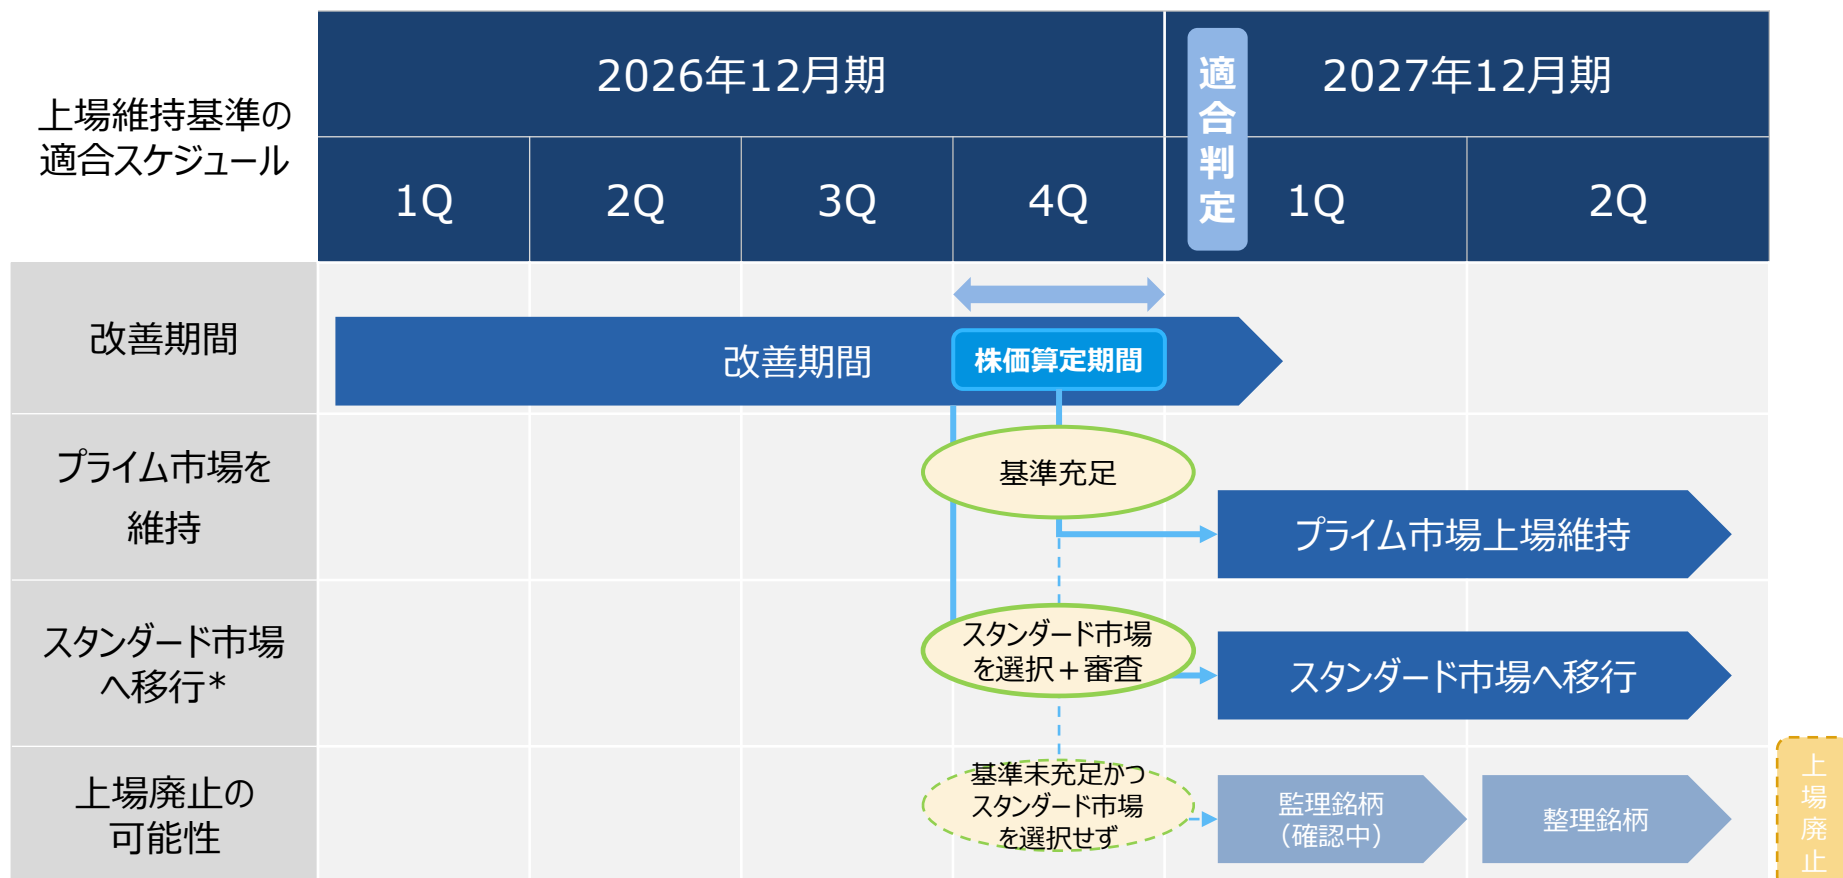 上場維持基準の
適合スケジュール
2026年12月期
適合判定
2027年12月期
1Q
2Q
3Q
4Q
1Q
2Q
改善期間
改善期間
株価算定期間
プライム市場を
維持
基準充足
プライム市場上場維持
スタンダード市場
へ移行*
スタンダード市場
を選択+審査
スタンダード市場へ移行
上場廃止の
可能性
基準未充足かつ
スタンダード市場
を選択せず
監理銘柄
(確認中)
整理銘柄
上場廃止